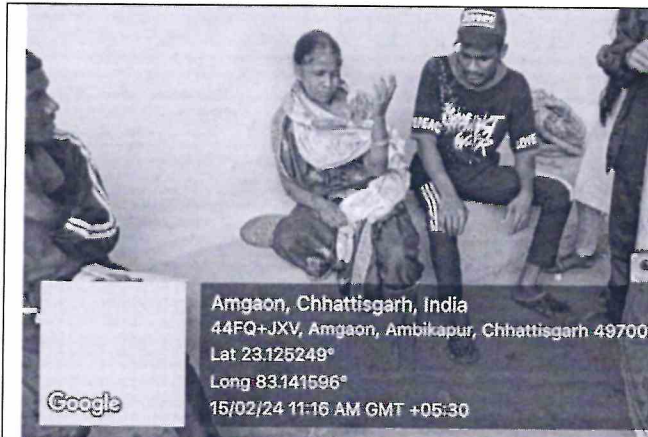 LOVE
Amgaon, Chhattisgarh, India
44FQ+JXV, Amgaon, Ambikapur, Chhattisgarh 49700
Lat 23.125249°
Long 83.141596°
15/02/24 11:16 AM GMT +05:30
Google